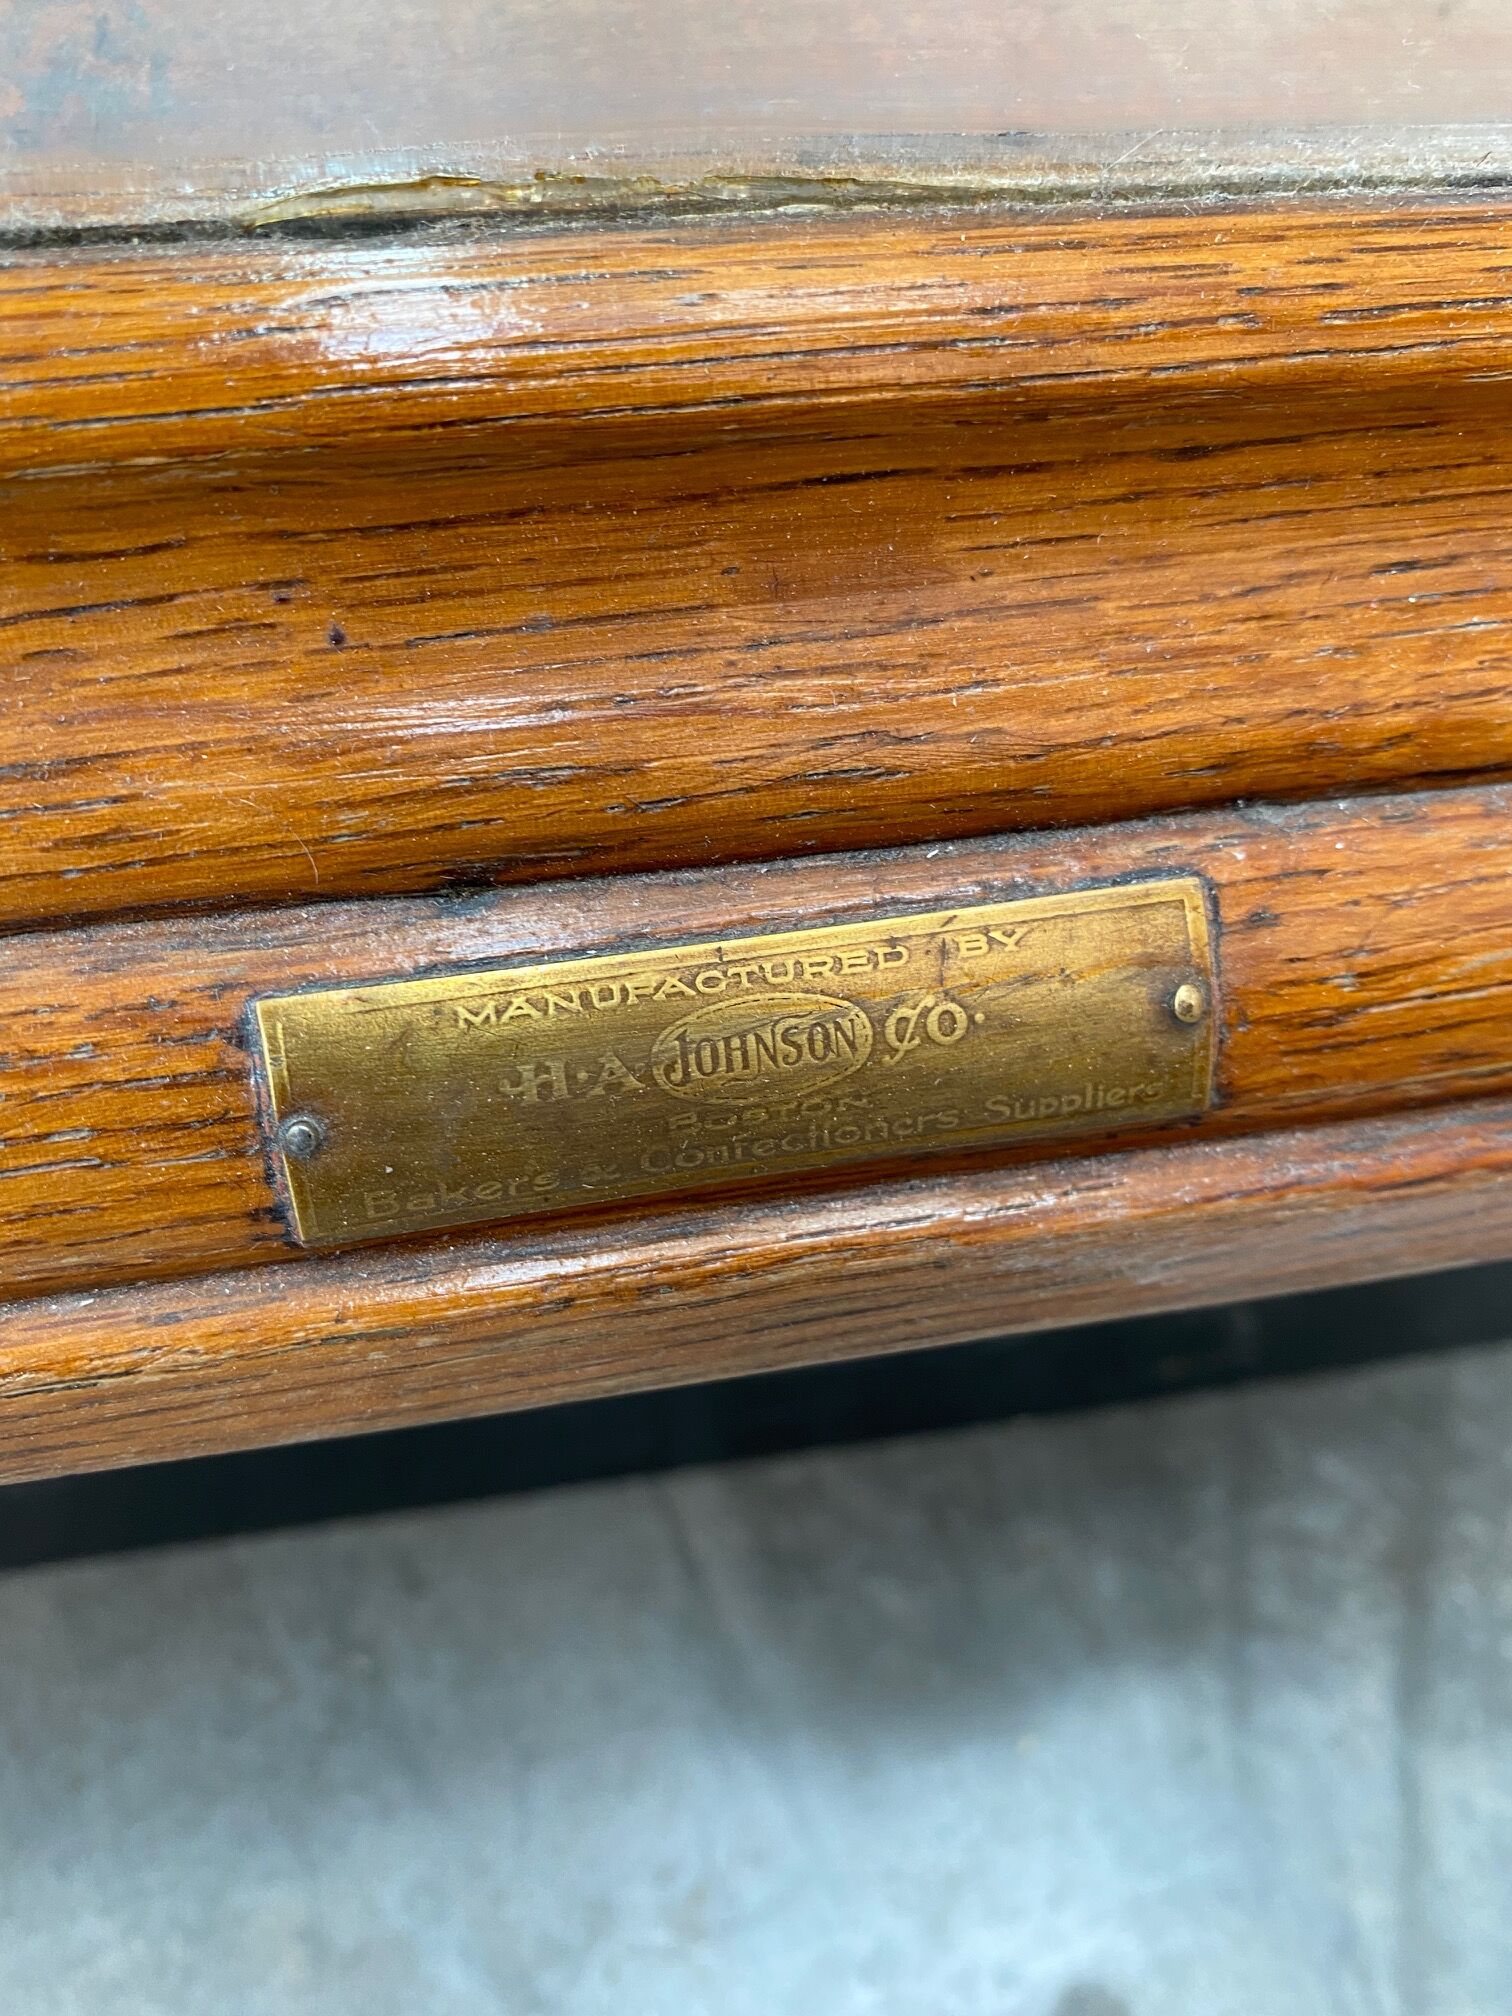 MANUFACTURED BY
H·A JOHNSON CO.
BOSTON
Bakers & Confectioners Suppliers